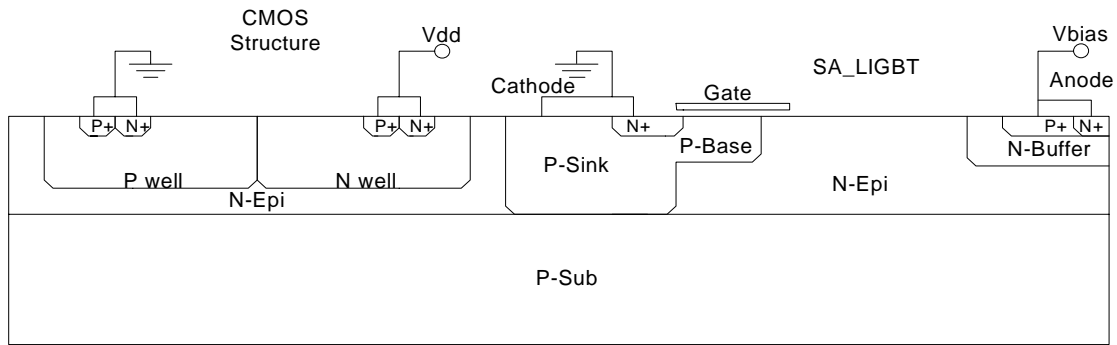 CMOS
Structure
Vdd
Vbias
SA_LIGBT
Cathode
Gate
Anode
P+ N+
P+ N+
N+
P+ N+
P-Base
N-Buffer
P-Sink
P well
N well
N-Epi
N-Epi
P-Sub